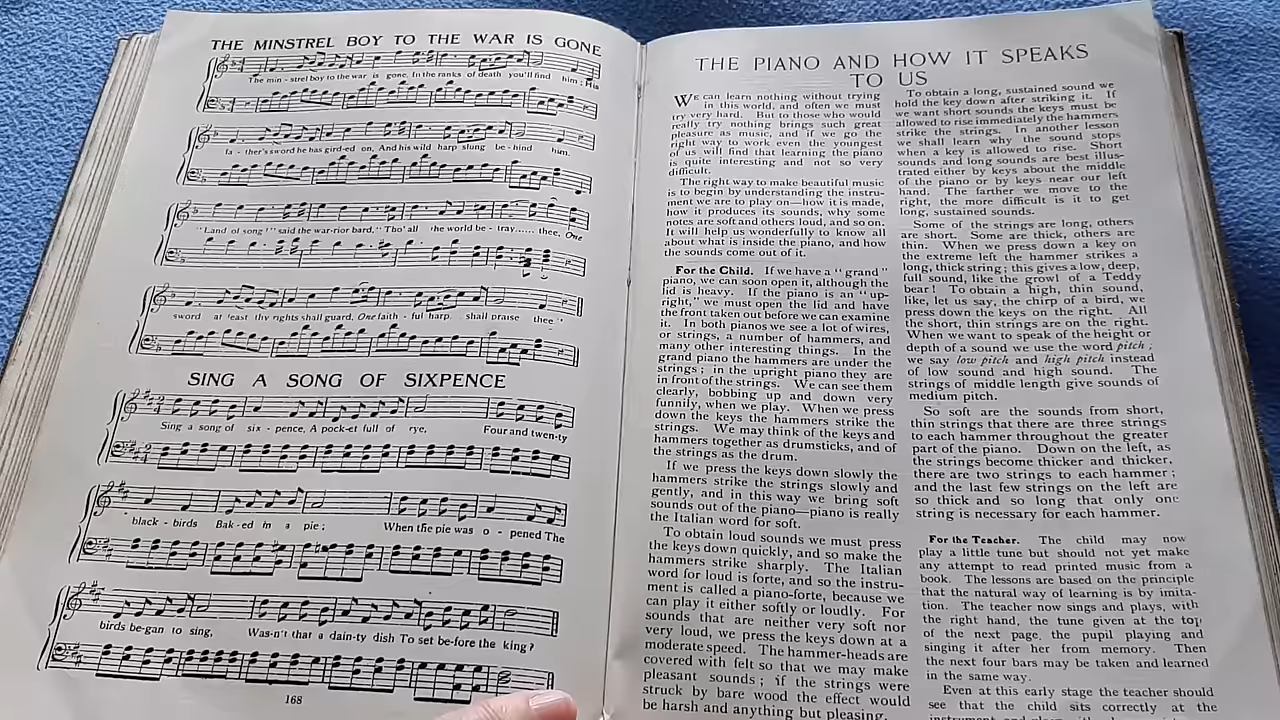 THE MINSTREL BOY TO THE WAR IS GONE
The min - strel boy to the war is gone, In the ranks of death you'll find him; His
fa - ther's sword he has gird-ed on, And his wild harp slung be - hind him.
"Land of song!" said the war-rior bard, "Tho' all the world be - tray...... thee, One
sword at least thy rights shall guard, One faith - ful harp shall praise thee."
SING A SONG OF SIXPENCE
Sing a song of six - pence, A pock-et full of rye, Four and twen-ty
black - birds Bak - ed in a pie; When the pie was o - pened The
birds be-gan to sing, Was-n't that a dain-ty dish To set be-fore the king?
168
THE PIANO AND HOW IT SPEAKS
TO US
We can learn nothing without trying
in this world, and often we must
try very hard. But to those who would
really try nothing brings such great
pleasure as music, and if we go the
right way to work even the youngest
of us will find that learning the piano
is quite interesting and not so very
difficult.
The right way to make beautiful music
is to begin by understanding the instru-
ment we are to play on—how it is made,
how it produces its sounds, why some
notes are soft and others loud, and so on.
It will help us wonderfully to know all
about what is inside the piano, and how
the sounds come out of it.
For the Child. If we have a "grand"
piano, we can soon open it, although the
lid is heavy. If the piano is an "up-
right," we must open the lid and have
the front taken out before we can examine
it. In both pianos we see a lot of wires,
or strings, a number of hammers, and
many other interesting things. In the
grand piano the hammers are under the
strings; in the upright piano they are
in front of the strings. We can see them
clearly, bobbing up and down very
funnily, when we play. When we press
down the keys the hammers strike the
strings. We may think of the keys and
hammers together as drumsticks, and of
the strings as the drum.
If we press the keys down slowly the
hammers strike the strings slowly and
gently, and in this way we bring soft
sounds out of the piano—piano is really
the Italian word for soft.
To obtain loud sounds we must press
the keys down quickly, and so make the
hammers strike sharply. The Italian
word for loud is forte, and so the instru-
ment is called a piano-forte, because we
can play it either softly or loudly. For
sounds that are neither very soft nor
very loud, we press the keys down at a
moderate speed. The hammer-heads are
covered with felt so that we may make
pleasant sounds; if the strings were
struck by bare wood the effect would
be harsh and anything but pleasing.
To obtain a long, sustained sound we
hold the key down after striking it. If
we want short sounds the keys must be
allowed to rise immediately the hammers
strike the strings. In another lesson
we shall learn why the sound stops
when a key is allowed to rise. Short
sounds and long sounds are best illus-
trated either by keys about the middle
of the piano or by keys near our left
hand. The farther we move to the
right, the more difficult is it to get
long, sustained sounds.
Some of the strings are long, others
are short. Some are thick, others are
thin. When we press down a key on
the extreme left the hammer strikes a
long, thick string; this gives a low, deep,
full sound, like the growl of a Teddy
bear! To obtain a high, thin sound,
like, let us say, the chirp of a bird, we
press down the keys on the right. All
the short, thin strings are on the right.
When we want to speak of the height or
depth of a sound we use the word pitch;
we say low pitch and high pitch instead
of low sound and high sound. The
strings of middle length give sounds of
medium pitch.
So soft are the sounds from short,
thin strings that there are three strings
to each hammer throughout the greater
part of the piano. Down on the left, as
the strings become thicker and thicker,
there are two strings to each hammer;
and the last few strings on the left are
so thick and so long that only one
string is necessary for each hammer.
For the Teacher. The child may now
play a little tune but should not yet make
any attempt to read printed music from a
book. The lessons are based on the principle
that the natural way of learning is by imita-
tion. The teacher now sings and plays, with
the right hand, the tune given at the top
of the next page, the pupil playing and
singing it after her from memory. Then
the next four bars may be taken and learned
in the same way.
Even at this early stage the teacher should
see that the child sits correctly at the